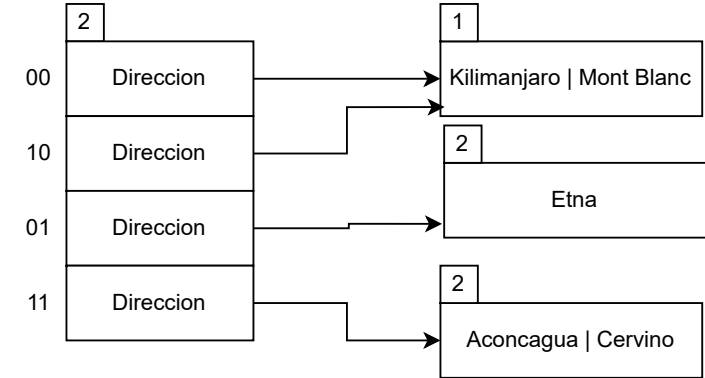 2
1
00 Direccion
Kilimanjaro | Mont Blanc
10 Direccion
2
Etna
01 Direccion
2
11 Direccion
Aconcagua | Cervino